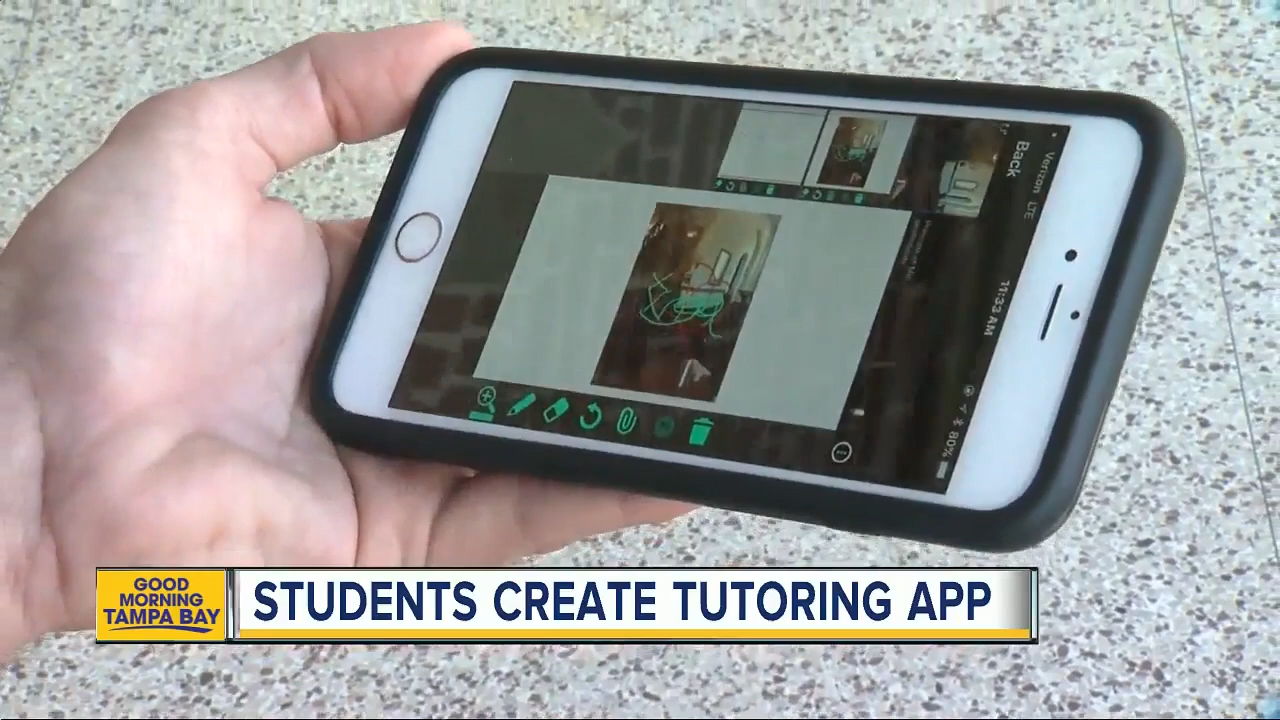 Back
Verizon LTE
11:33 AM
80%
GOOD
MORNING
TAMPA BAY
STUDENTS CREATE TUTORING APP